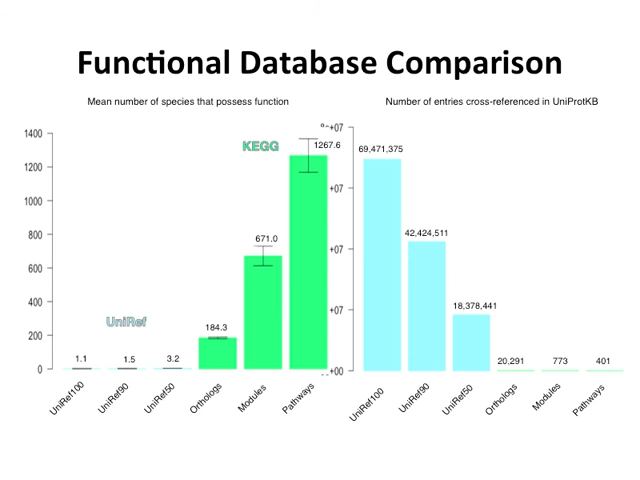 Functional Database Comparison
Mean number of species that possess function
Number of entries cross-referenced in UniProtKB
1400
1200
1000
800
600
400
200
0
KEGG
UniRef
1.1
1.5
3.2
184.3
671.0
1267.6
UniRef100
UniRef90
UniRef50
Orthologs
Modules
Pathways
+07
+07
+07
+07
+00
69,471,375
42,424,511
18,378,441
20,291
773
401
UniRef100
UniRef90
UniRef50
Orthologs
Modules
Pathways